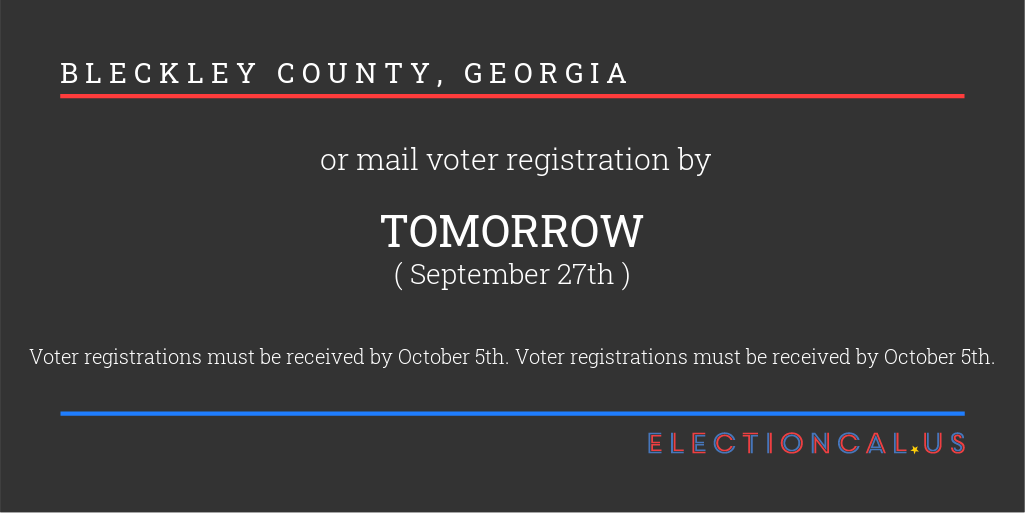 BLECKLEY COUNTY, GEORGIA
or mail voter registration by
TOMORROW
( September 27th )
Voter registrations must be received by October 5th. Voter registrations must be received by October 5th.
ELECTIONCAL.US